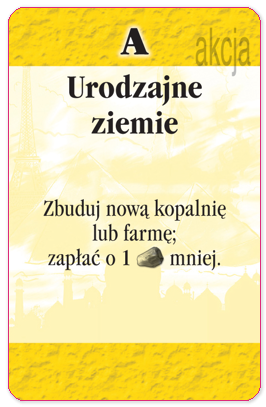 A
akcja
Urodzajne
ziemie
Zbuduj nową kopalnię
lub farmę;
zapłać o 1 mniej.